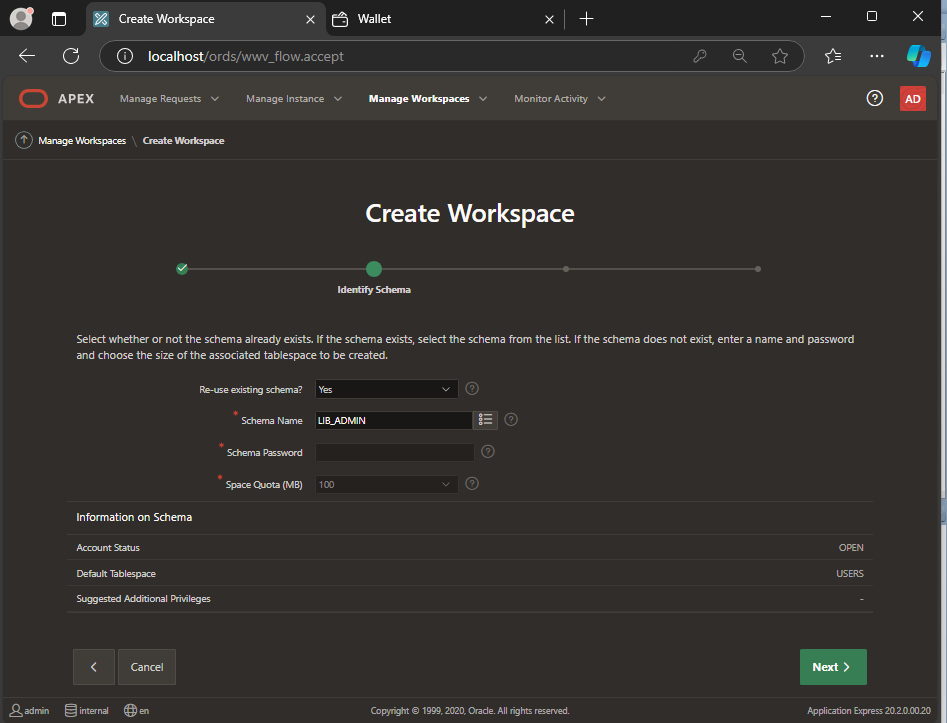 Create Workspace
Wallet
localhost/ords/wwv_flow.accept
APEX Manage Requests Manage Instance Manage Workspaces Monitor Activity ? AD
Manage Workspaces \ Create Workspace
Create Workspace
Identify Schema
Select whether or not the schema already exists. If the schema exists, select the schema from the list. If the schema does not exist, enter a name and password
and choose the size of the associated tablespace to be created.
Re-use existing schema? Yes ?
* Schema Name LIB_ADMIN ?
* Schema Password ?
* Space Quota (MB) 100 ?
Information on Schema
Account Status OPEN
Default Tablespace USERS
Suggested Additional Privileges -
Cancel Next
admin internal en Copyright © 1999, 2020, Oracle. All rights reserved. Application Express 20.2.0.00.20